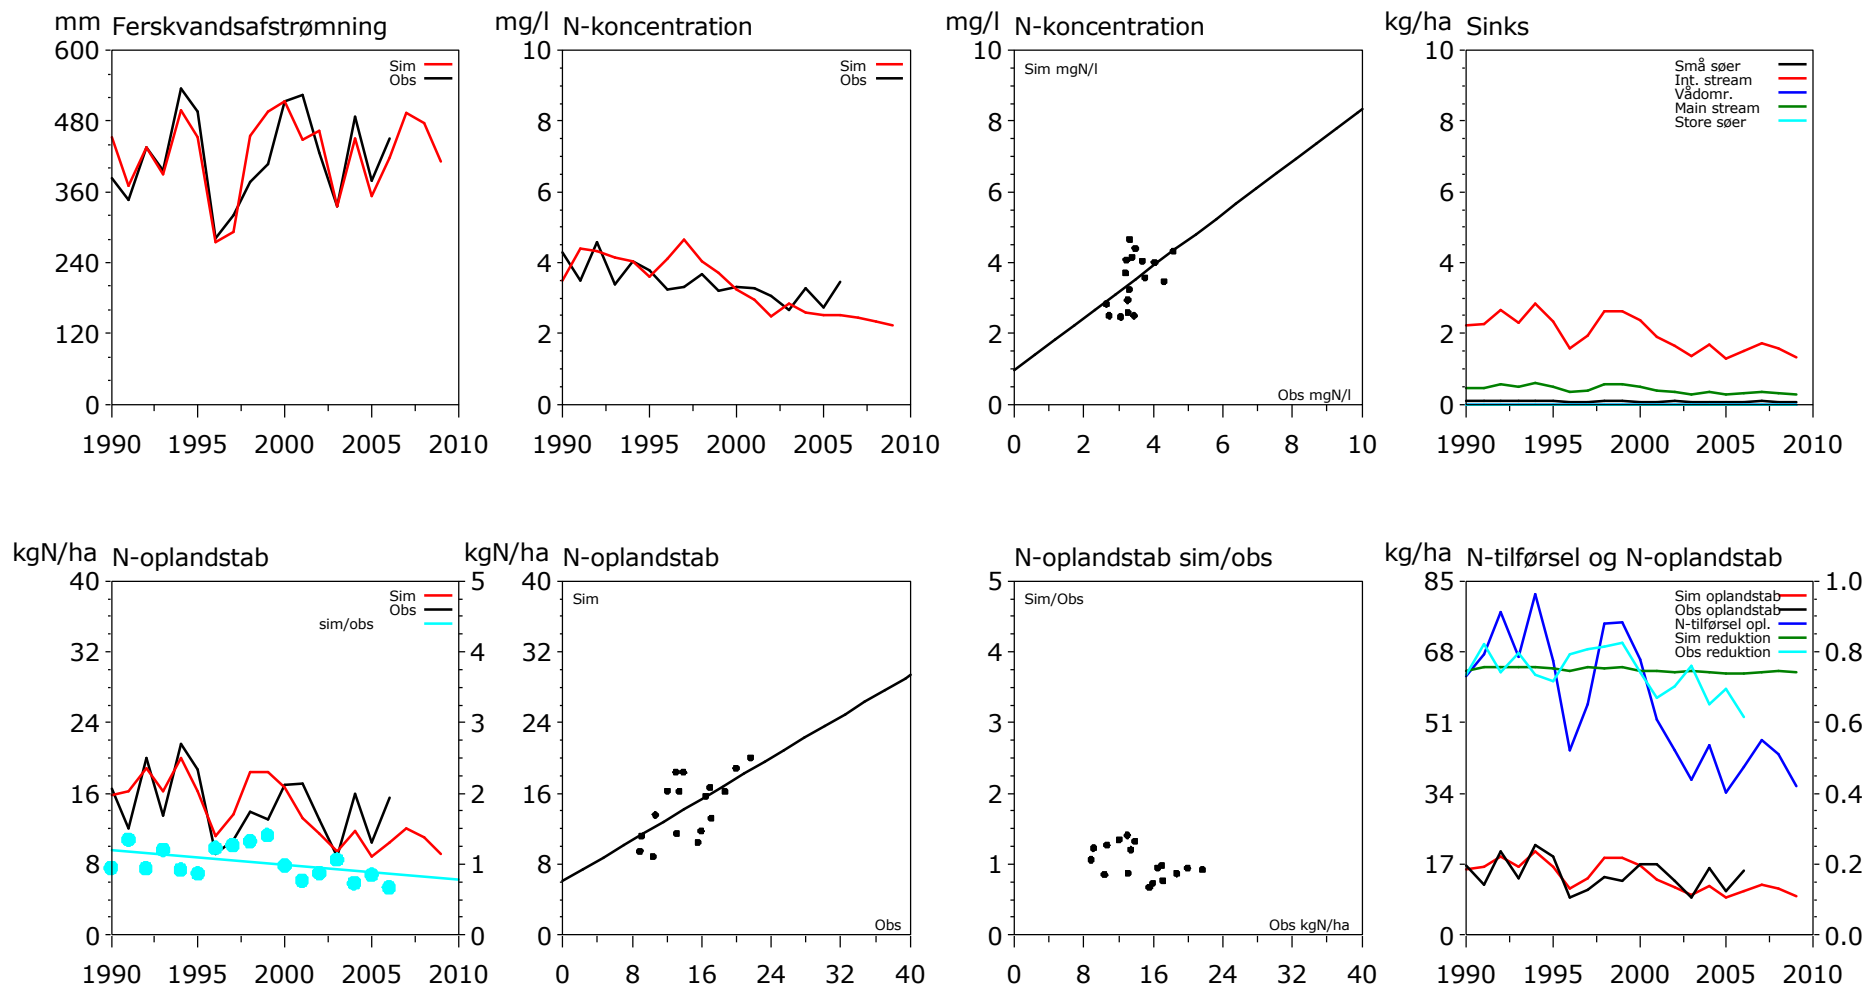 mm Ferskvandsafstrømning
600
480
360
240
120
0
1990 1995 2000 2005 2010
Sim
Obs
mg/l N-koncentration
10
8
6
4
2
0
1990 1995 2000 2005 2010
Sim
Obs
mg/l N-koncentration
10
8
6
4
2
0
0 2 4 6 8 10
Sim mgN/l
Obs mgN/l
kg/ha Sinks
10
8
6
4
2
0
1990 1995 2000 2005 2010
Små søer
Int. stream
Vådomr.
Main stream
Store søer
kgN/ha N-oplandstab
40
32
24
16
8
0
5
4
3
2
1
0
1990 1995 2000 2005 2010
Sim
Obs
sim/obs
kgN/ha N-oplandstab
40
32
24
16
8
0
0 8 16 24 32 40
Sim
Obs
N-oplandstab sim/obs
5
4
3
2
1
0
0 8 16 24 32 40
Sim/Obs
Obs kgN/ha
kg/ha N-tilførsel og N-oplandstab
85
68
51
34
17
0
1.0
0.8
0.6
0.4
0.2
0.0
1990 1995 2000 2005 2010
Sim oplandstab
Obs oplandstab
N-tilførsel opl.
Sim reduktion
Obs reduktion